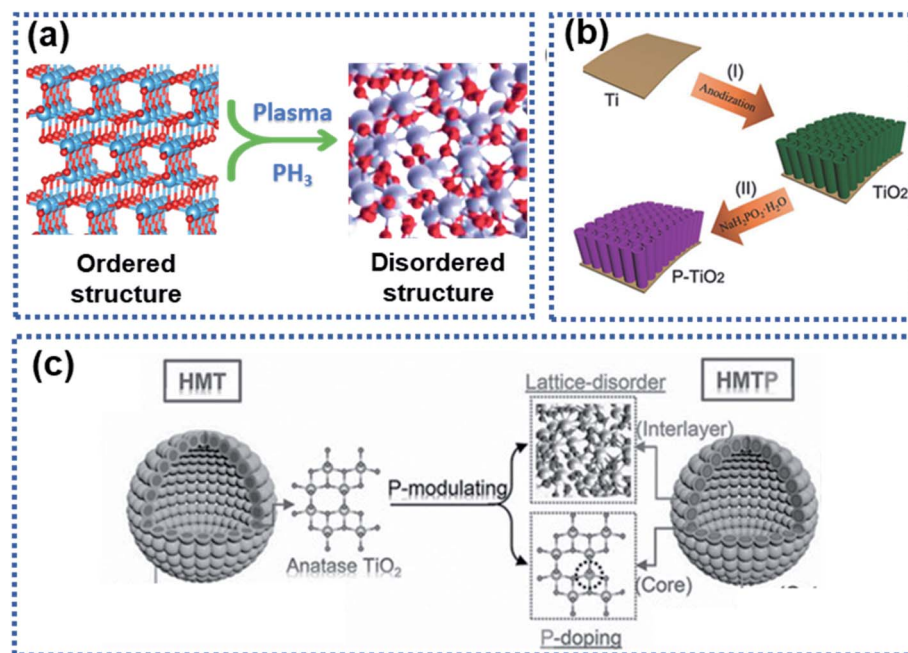 (a)
Plasma
PH₃
Ordered
structure
Disordered
structure
(b)
Ti
(I)
Anodization
TiO₂
(II)
NaH₂PO₂·H₂O
P-TiO₂
(c)
HMT
Anatase TiO₂
P-modulating
Lattice-disorder
(Interlayer)
(Core)
P-doping
HMTP